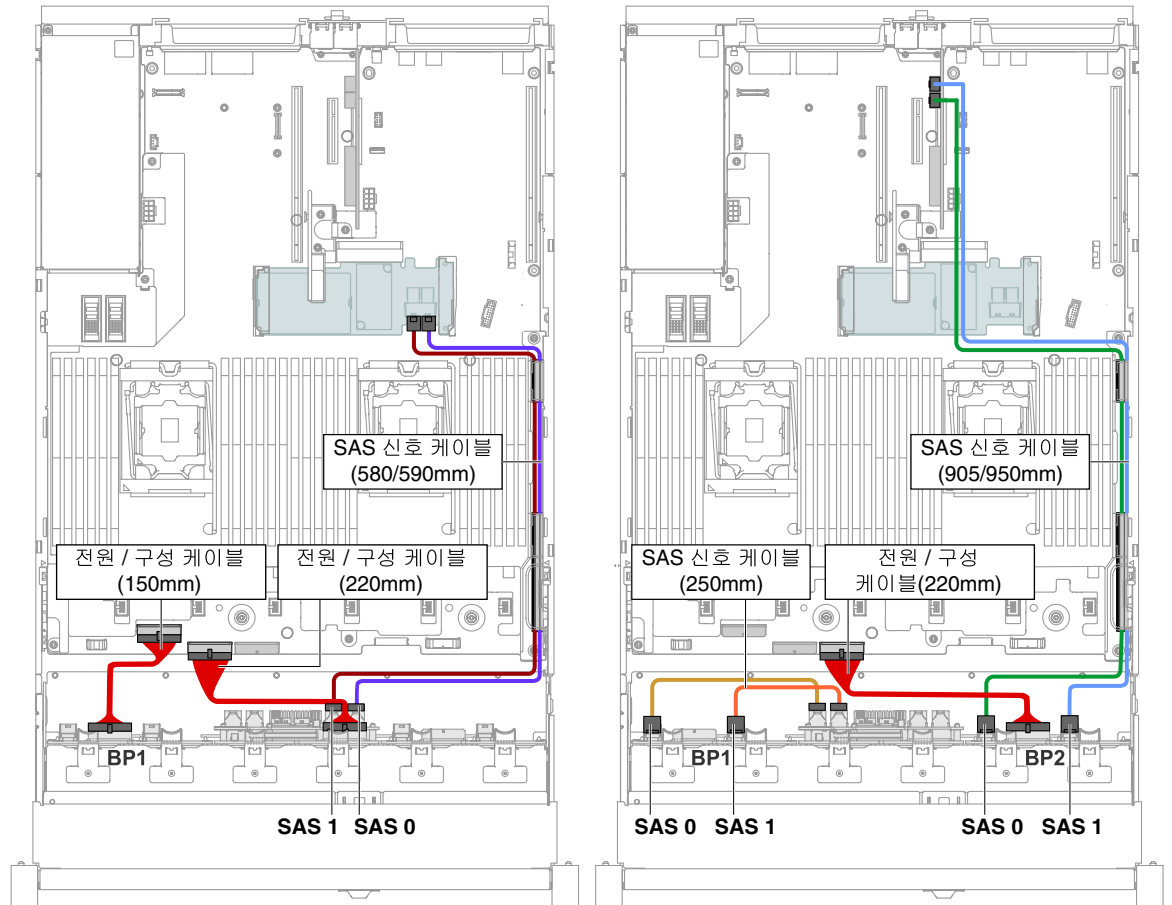 SAS 신호 케이블
(580/590mm)
전원 / 구성 케이블
(150mm)
전원 / 구성 케이블
(220mm)
BP1
SAS 1 SAS 0
SAS 신호 케이블
(905/950mm)
SAS 신호 케이블
(250mm)
전원 / 구성
케이블(220mm)
BP1
BP2
SAS 0 SAS 1
SAS 0 SAS 1